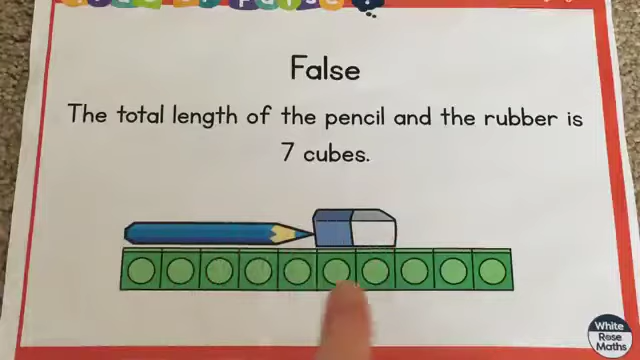 False
The total length of the pencil and the rubber is
7 cubes.
White
Rose
Maths